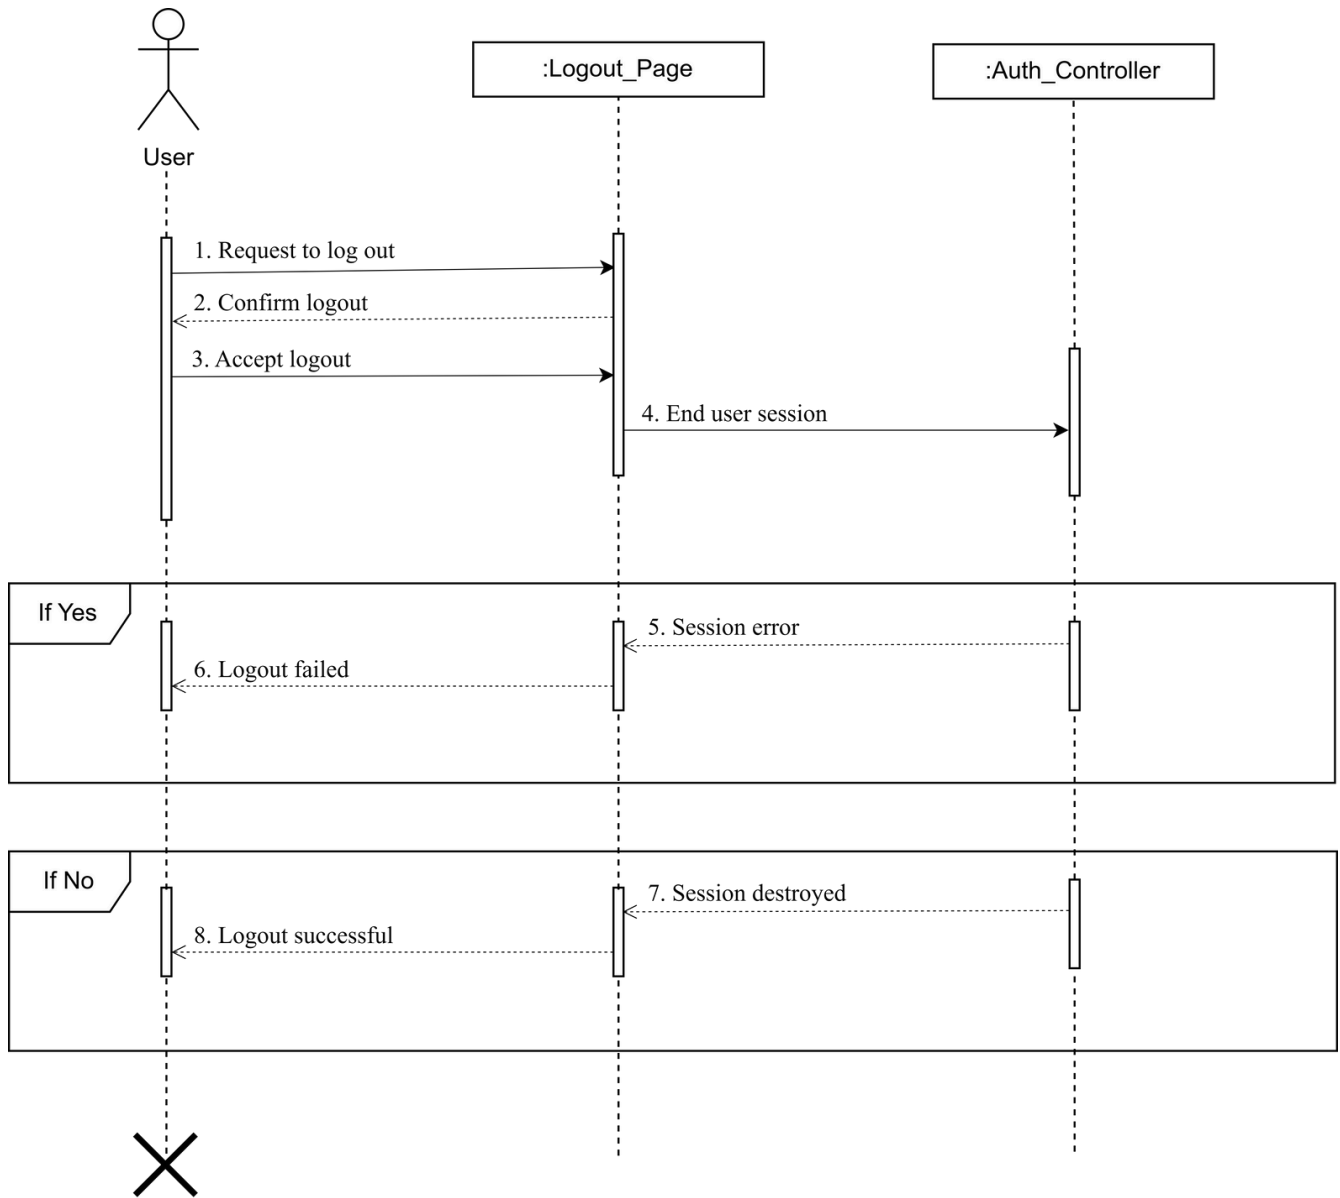 User
:Logout_Page
:Auth_Controller
1. Request to log out
2. Confirm logout
3. Accept logout
4. End user session
If Yes
5. Session error
6. Logout failed
If No
7. Session destroyed
8. Logout successful